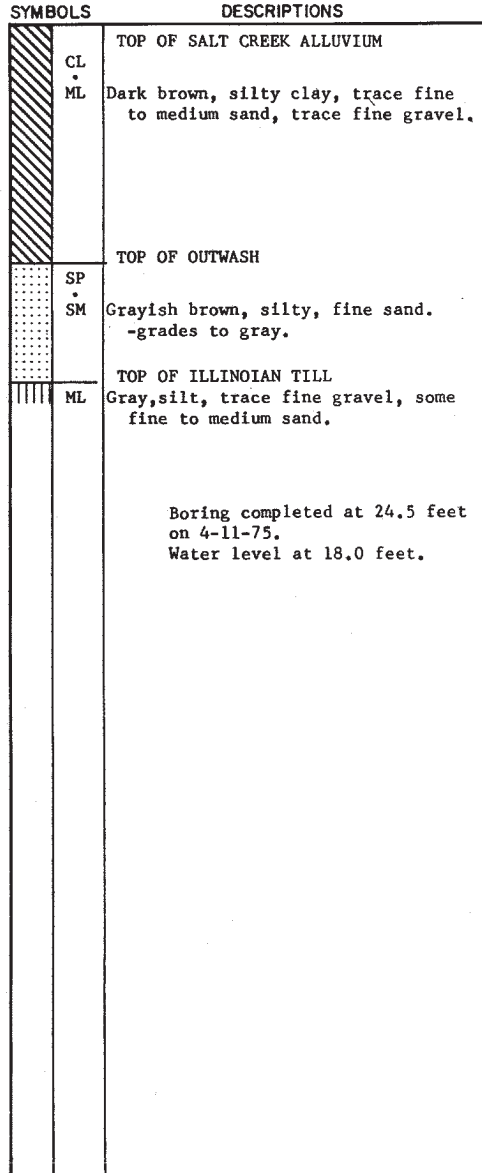 SYMBOLS DESCRIPTIONS
TOP OF SALT CREEK ALLUVIUM
CL
•
ML Dark brown, silty clay, trace fine
to medium sand, trace fine gravel.
TOP OF OUTWASH
SP
•
SM Grayish brown, silty, fine sand.
-grades to gray.
TOP OF ILLINOIAN TILL
ML Gray,silt, trace fine gravel, some
fine to medium sand.
Boring completed at 24.5 feet
on 4-11-75.
Water level at 18.0 feet.